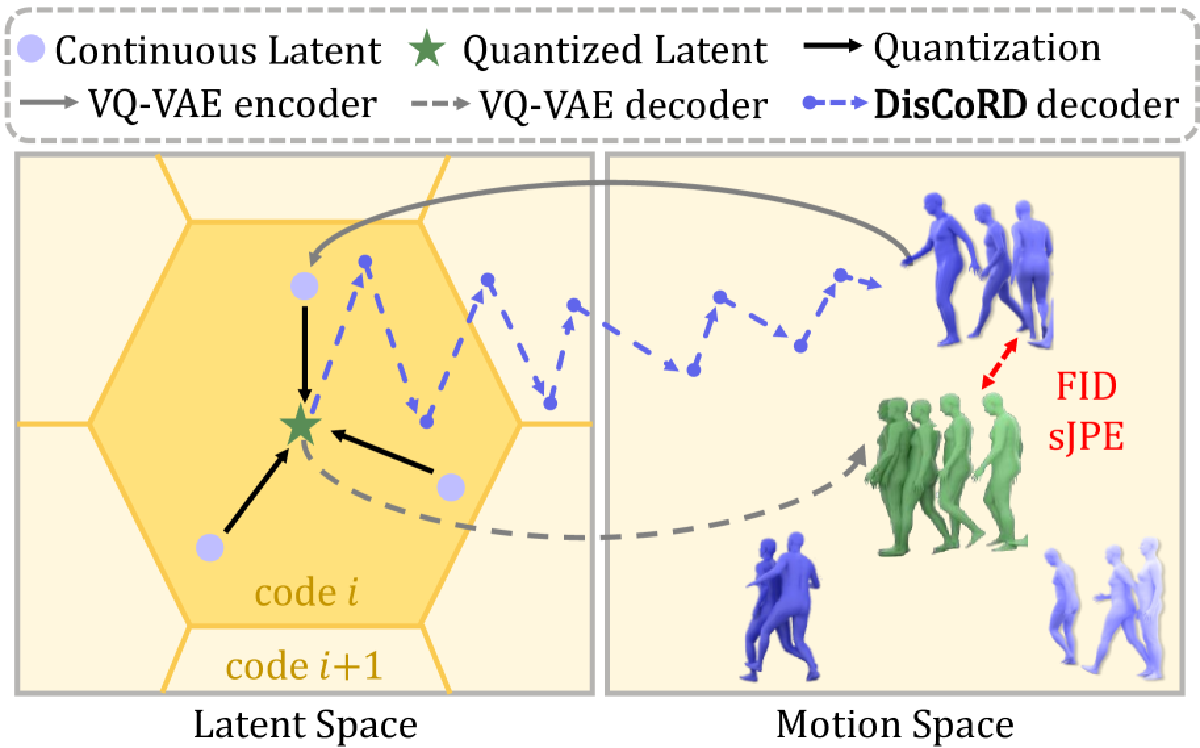 Continuous Latent Quantized Latent Quantization
VQ-VAE encoder VQ-VAE decoder DisCoRD decoder
FID
sJPE
code i
code i+1
Latent Space Motion Space